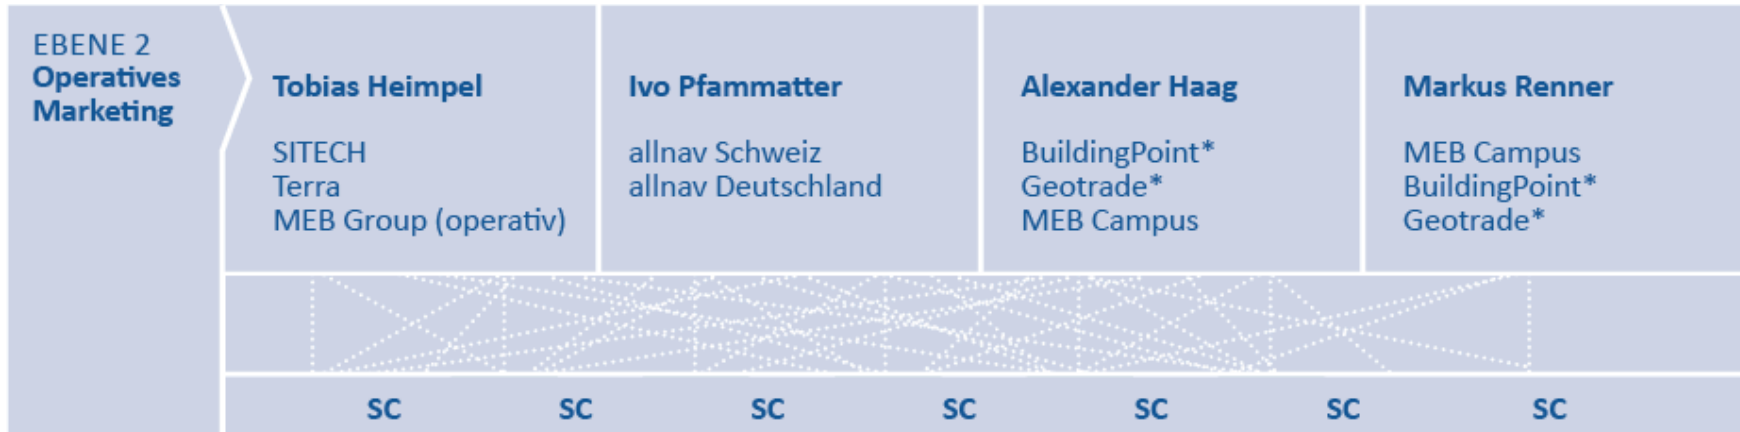 EBENE 2
Operatives
Marketing
Tobias Heimpel
SITECH
Terra
MEB Group (operativ)
Ivo Pfammatter
allnav Schweiz
allnav Deutschland
Alexander Haag
BuildingPoint*
Geotrade*
MEB Campus
Markus Renner
MEB Campus
BuildingPoint*
Geotrade*
SC SC SC SC SC SC SC